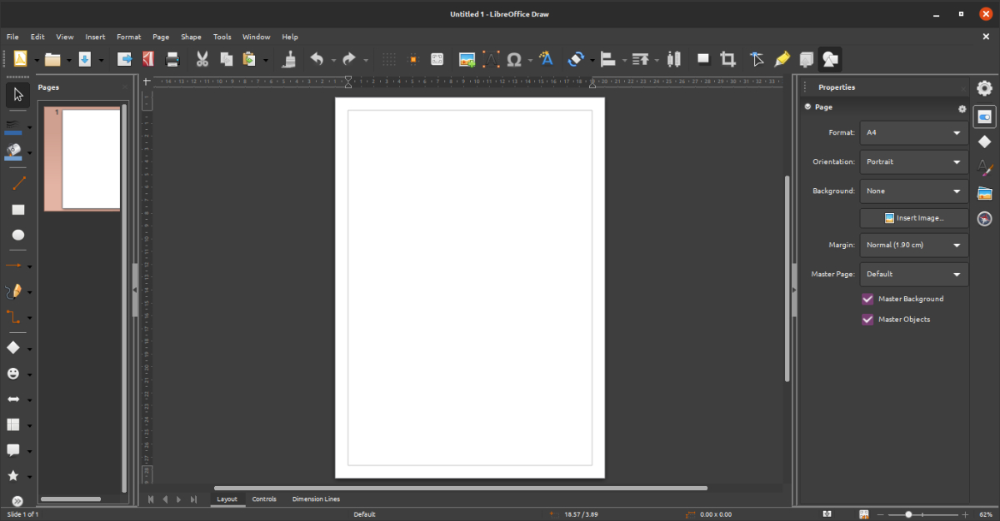 Untitled 1 - LibreOffice Draw
File Edit View Insert Format Page Shape Tools Window Help
Pages
1
Properties
Page
Format: A4
Orientation: Portrait
Background: None
Insert Image...
Margin: Normal (1.90 cm)
Master Page: Default
Master Background
Master Objects
Layout Controls Dimension Lines
Slide 1 of 1 Default 18.57 / 3.89 0.00 x 0.00 62%